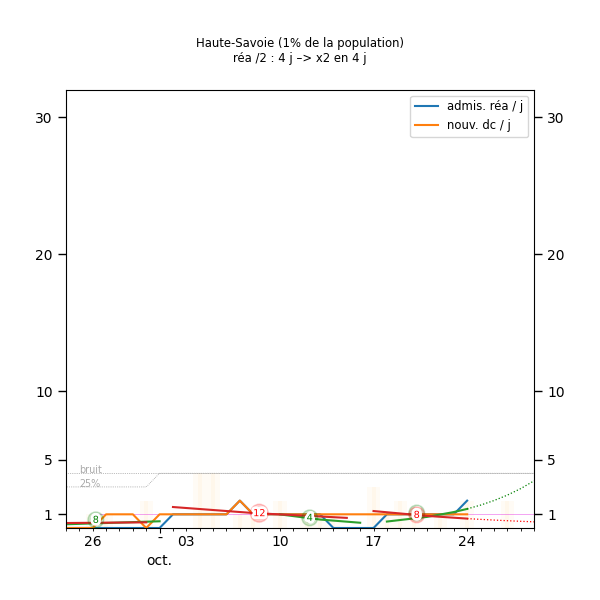 Haute-Savoie (1% de la population)
réa /2 : 4 j –> x2 en 4 j
admis. réa / j
nouv. dc / j
30 30
20 20
10 10
5 5
bruit
25%
1 1
8 12 4 8
26 - 03 10 17 24
oct.